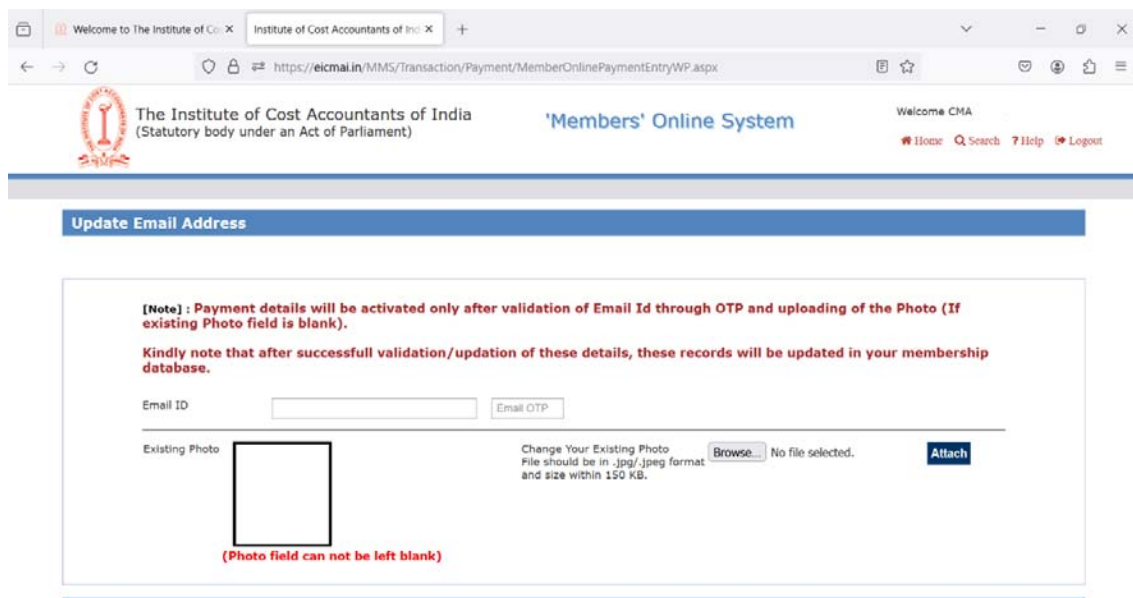 Welcome to The Institute of Co
Institute of Cost Accountants of Ind
https://eicmai.in/MMS/Transaction/Payment/MemberOnlinePaymentEntryWP.aspx
The Institute of Cost Accountants of India
(Statutory body under an Act of Parliament)
'Members' Online System
Welcome CMA
Home Search ? Help Logout
Update Email Address
[Note] : Payment details will be activated only after validation of Email Id through OTP and uploading of the Photo (If
existing Photo field is blank).
Kindly note that after successfull validation/updation of these details, these records will be updated in your membership
database.
Email ID Email OTP
Existing Photo
Change Your Existing Photo
File should be in .jpg/.jpeg format
and size within 150 KB.
Browse... No file selected.
Attach
(Photo field can not be left blank)